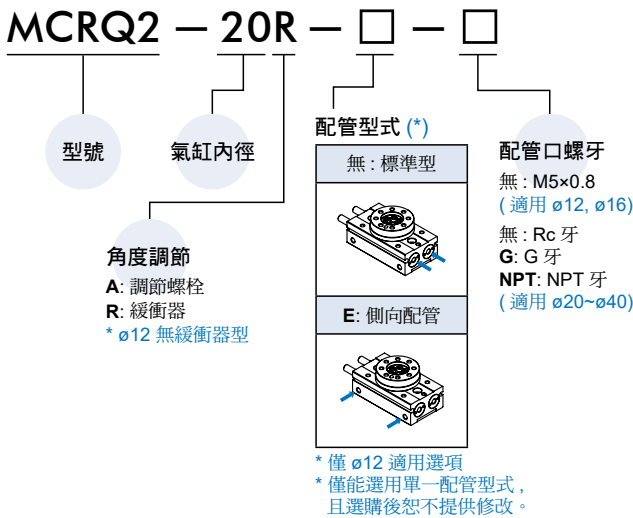 MCRQ2 — 20R — □ — □
型號
氣缸內徑
角度調節
A: 調節螺栓
R: 緩衝器
* ø12 無緩衝器型
配管型式 (*)
無 : 標準型
E: 側向配管
* 僅 ø12 適用選項
* 僅能選用單一配管型式 ,
且選購後恕不提供修改。
配管口螺牙
無 : M5×0.8
( 適用 ø12, ø16)
無 : Rc 牙
G: G 牙
NPT: NPT 牙
( 適用 ø20~ø40)